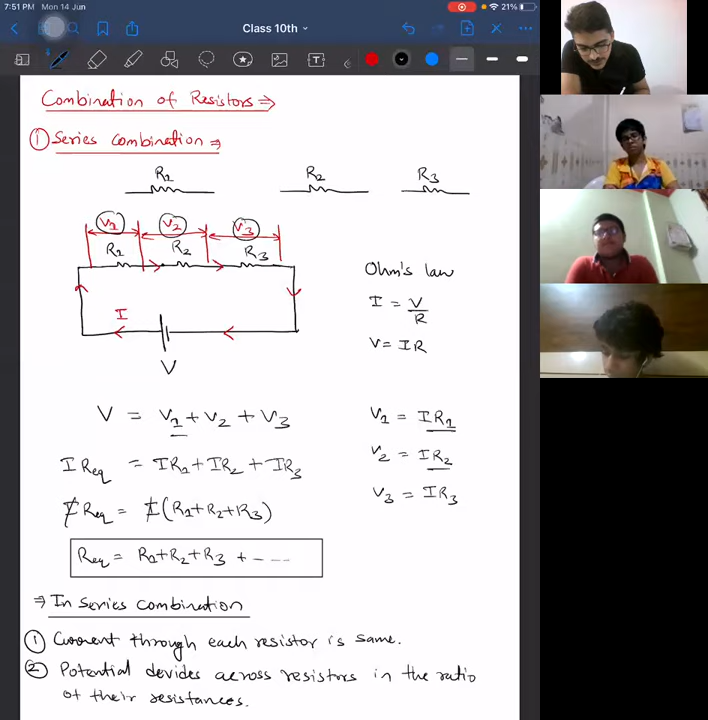 7:51 PM Mon 14 Jun
21%
Class 10th
Combination of Resistors ⇒
① Series combination ⇒
R1 R2 R3
V1 V2 V3
R1 R2 R3
I
V
Ohm's law
I = V/R
V = IR
V = V1 + V2 + V3
V1 = IR1
I Req = IR1 + IR2 + IR3
V2 = IR2
I Req = I (R1+R2+R3)
V3 = IR3
Req = R1+R2+R3 + -----
⇒ In Series combination
① Current through each resistor is same.
② Potential devides across resistors in the ratio
of their resistances.